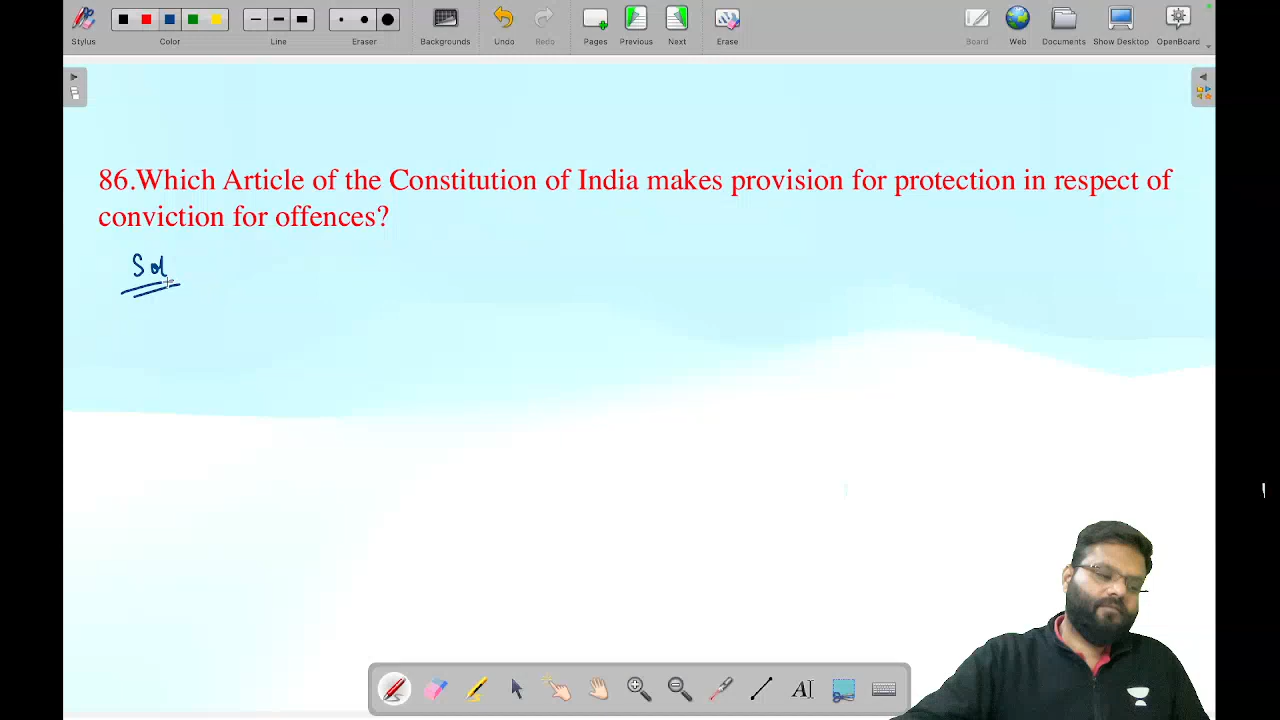 Stylus
Color
Line
Eraser
Backgrounds
Undo
Redo
Pages
Previous
Next
Erase
Board
Web
Documents
Show Desktop
OpenBoard
86.Which Article of the Constitution of India makes provision for protection in respect of
conviction for offences?
Sol